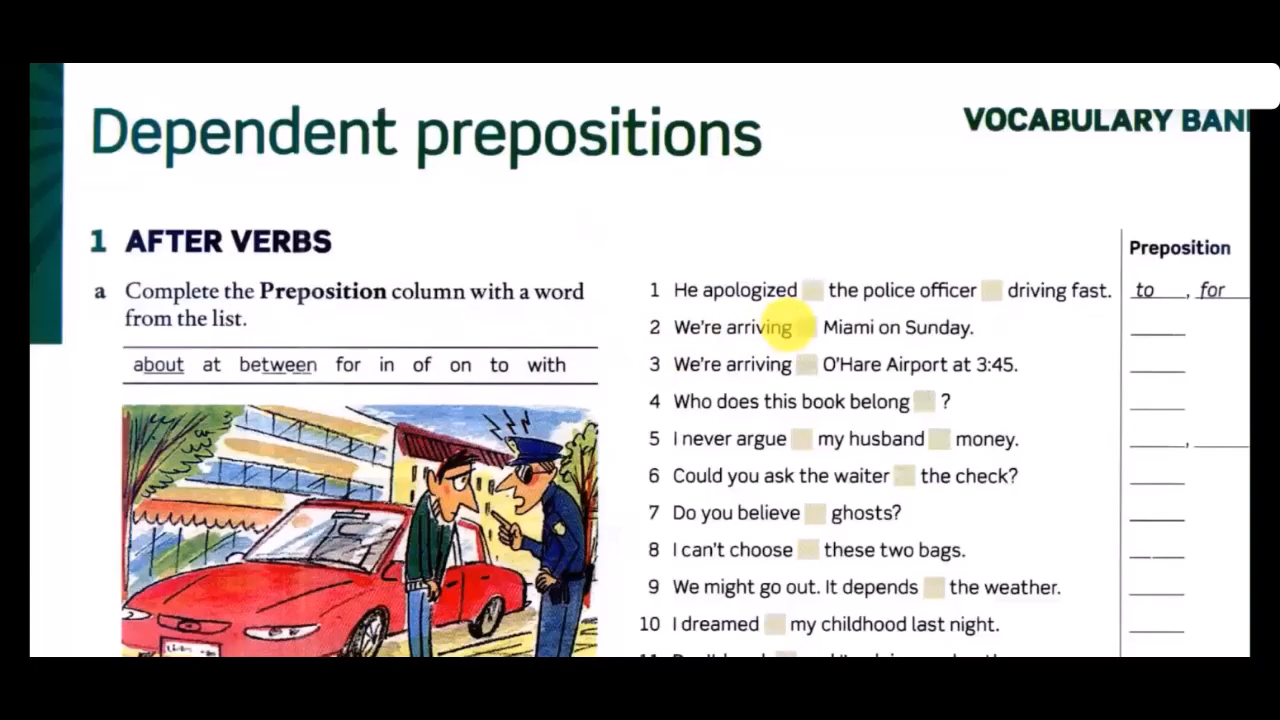 Dependent prepositions
VOCABULARY BAN
1 AFTER VERBS
a Complete the Preposition column with a word
from the list.
about at between for in of on to with
Preposition
1 He apologized the police officer driving fast. to , for
2 We're arriving Miami on Sunday.
3 We're arriving O'Hare Airport at 3:45.
4 Who does this book belong ?
5 I never argue my husband money. ,
6 Could you ask the waiter the check?
7 Do you believe ghosts?
8 I can't choose these two bags.
9 We might go out. It depends the weather.
10 I dreamed my childhood last night.